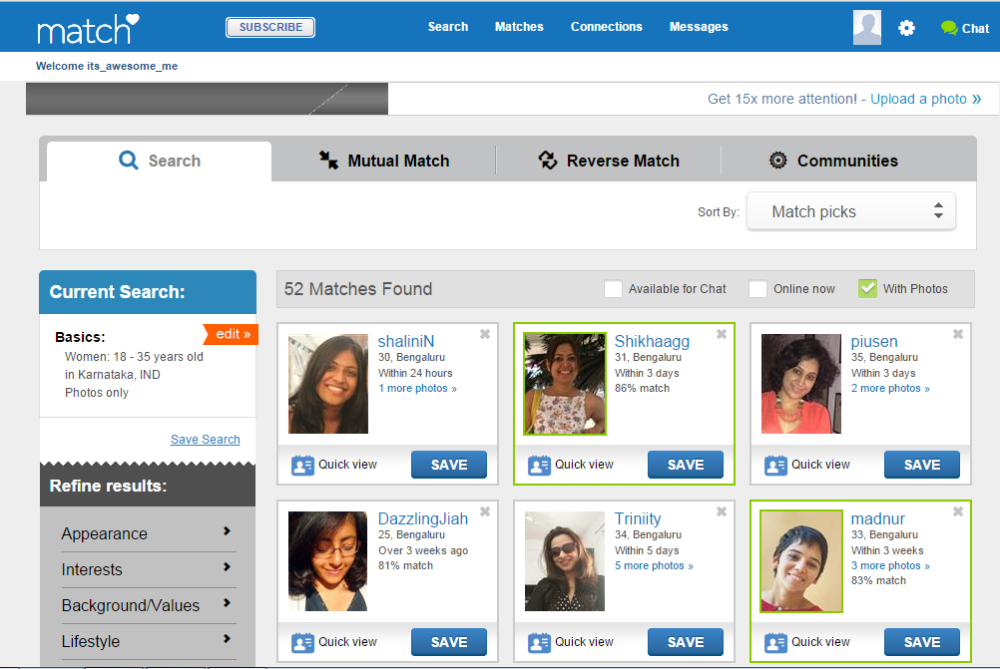 match
SUBSCRIBE
Search
Matches
Connections
Messages
Chat
Welcome its_awesome_me
Get 15x more attention! - Upload a photo »
Search
Mutual Match
Reverse Match
Communities
Sort By:
Match picks
Current Search:
Basics:
edit »
Women: 18 - 35 years old
in Karnataka, IND
Photos only
Save Search
Refine results:
Appearance
Interests
Background/Values
Lifestyle
52 Matches Found
Available for Chat
Online now
With Photos
shaliniN
30, Bengaluru
Within 24 hours
1 more photos »
Quick view
SAVE
Shikhaagg
31, Bengaluru
Within 3 days
86% match
Quick view
SAVE
piusen
35, Bengaluru
Within 3 days
2 more photos »
Quick view
SAVE
DazzlingJiah
25, Bengaluru
Over 3 weeks ago
81% match
Quick view
SAVE
Triniity
34, Bengaluru
Within 5 days
5 more photos »
Quick view
SAVE
madnur
33, Bengaluru
Within 3 weeks
3 more photos »
83% match
Quick view
SAVE